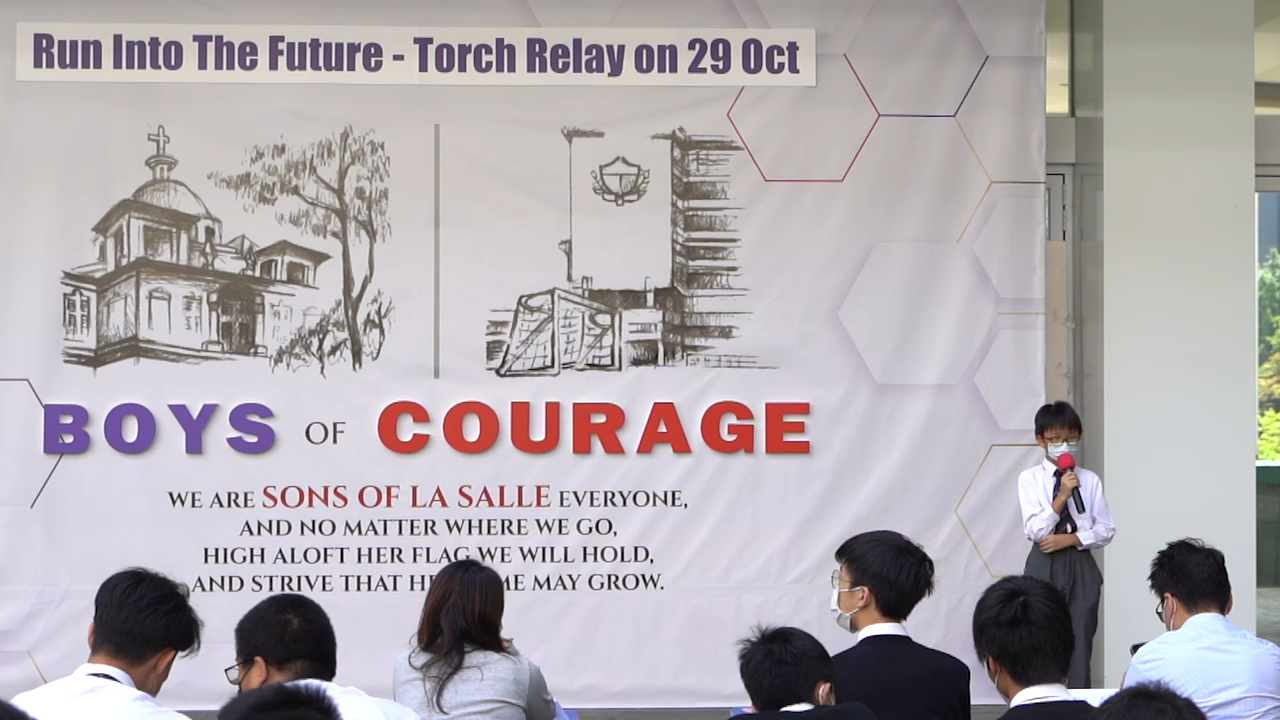 Run Into The Future - Torch Relay on 29 Oct
BOYS OF COURAGE
WE ARE SONS OF LA SALLE EVERYONE,
AND NO MATTER WHERE WE GO,
HIGH ALOFT HER FLAG WE WILL HOLD,
AND STRIVE THAT MAY GROW.